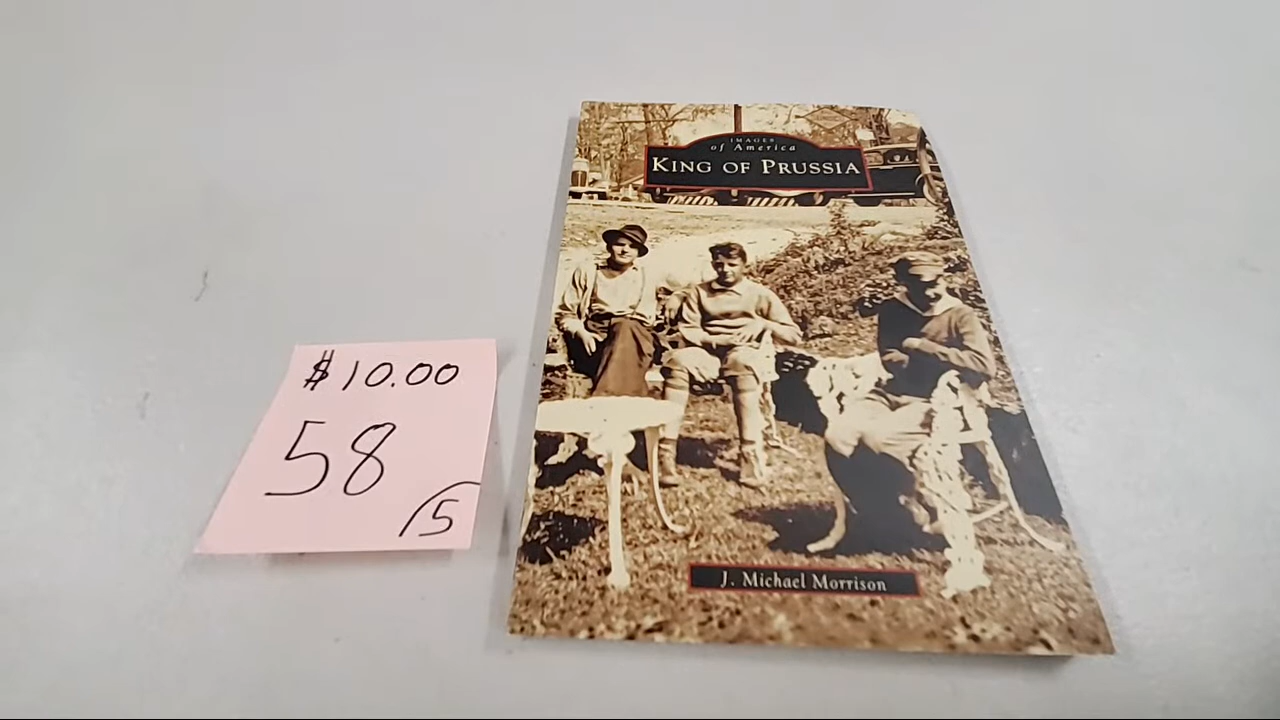 $10.00
58
5
IMAGES
of America
KING OF PRUSSIA
J. Michael Morrison